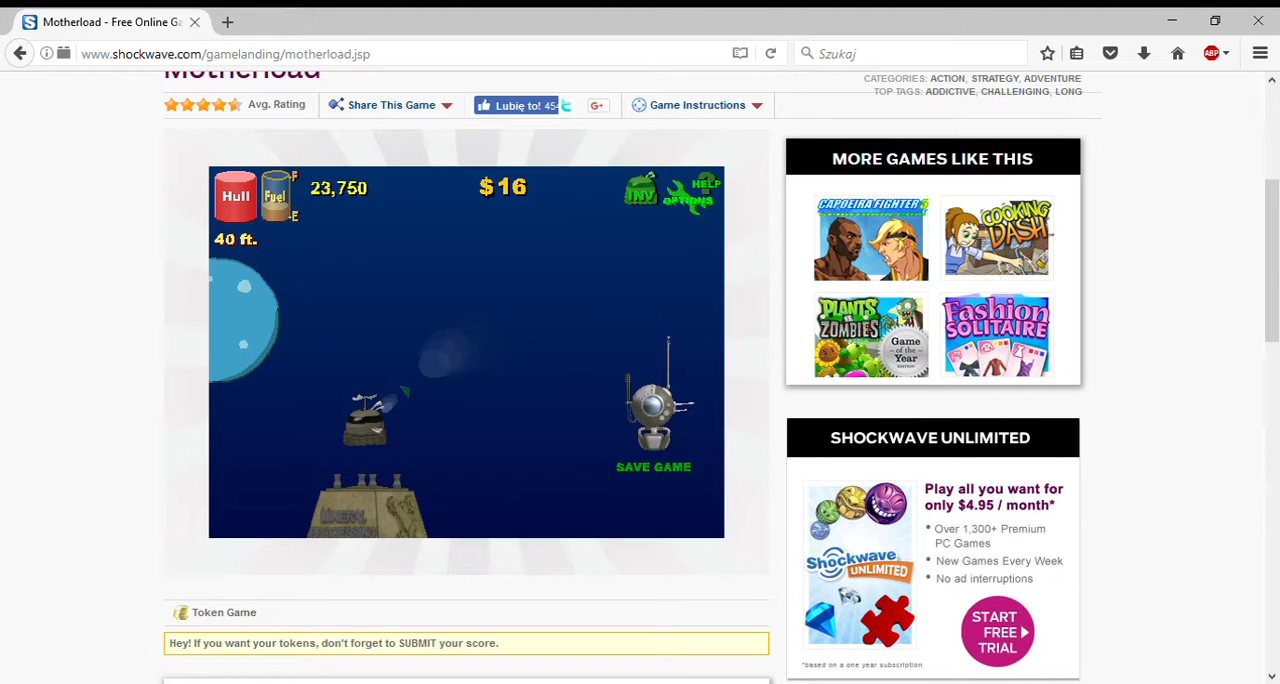 Motherload - Free Online Ga
www.shockwave.com/gamelanding/motherload.jsp
Szukaj
ABP
Motherload
CATEGORIES: ACTION, STRATEGY, ADVENTURE
TOP TAGS: ADDICTIVE, CHALLENGING, LONG
Avg. Rating
Share This Game
Lubię to! 454
G+
Game Instructions
Hull
Fuel
F
E
23,750
$16
INV
HELP
OPTIONS
40 ft.
SAVE GAME
MINERAL
Token Game
Hey! If you want your tokens, don't forget to SUBMIT your score.
MORE GAMES LIKE THIS
CAPOEIRA FIGHTER
COOKING
DASH
PLANTS
VS
ZOMBIES
Game
of the
Year
EDITION
Fashion
SOLITAIRE
SHOCKWAVE UNLIMITED
Shockwave
UNLIMITED
Play all you want for
only $4.95 / month*
• Over 1,300+ Premium
PC Games
• New Games Every Week
• No ad interruptions
START
FREE
TRIAL
*based on a one year subscription